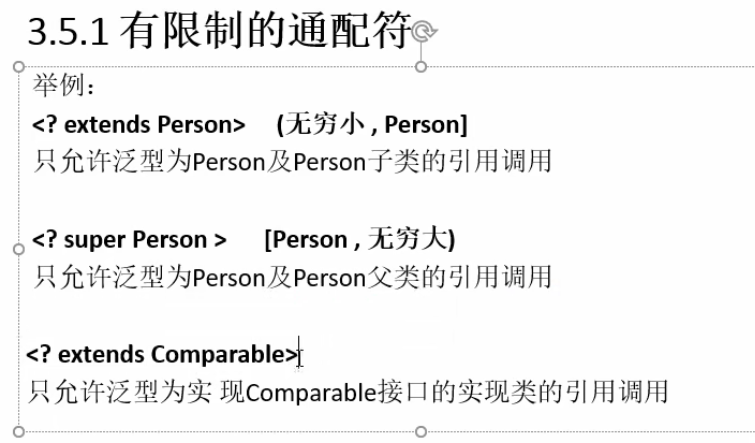 3.5.1 有限制的通配符
举例：
<? extends Person> (无穷小 , Person]
只允许泛型为Person及Person子类的引用调用
<? super Person > [Person , 无穷大)
只允许泛型为Person及Person父类的引用调用
<? extends Comparable>
只允许泛型为实 现Comparable接口的实现类的引用调用